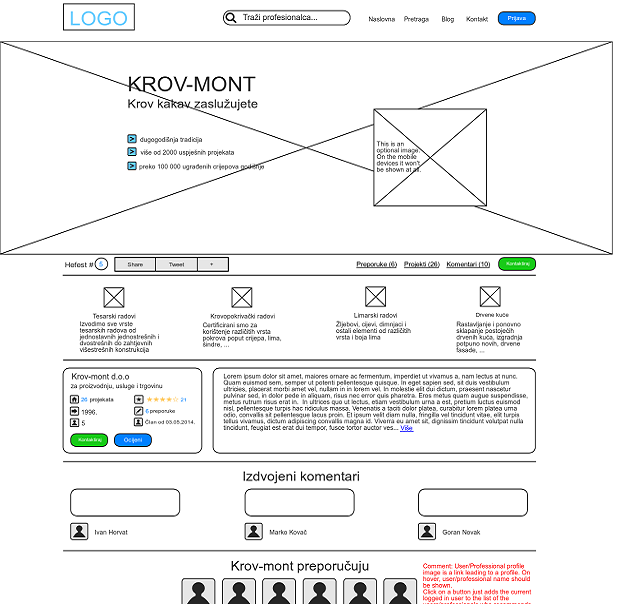 LOGO
Traži profesionalca...
Naslovna Pretraga Blog Kontakt Prijava
KROV-MONT
Krov kakav zaslužujete
> dugogodišnja tradicija
> više od 2000 uspješnih projekata
> preko 100 000 ugrađenih crijepova godišnje
This is an
optional image.
On the mobile
devices it won't
be shown at all.
Hefest # 5 Share Tweet + Preporuke (6) Projekti (26) Komentari (10) Kontaktiraj
Tesarski radovi
Izvodimo sve vrste
tesarskih radova od
jednostavnih jednostrešnih i
dvostrešnih do zahtjevnih
višestrešnih konstrukcija
Krovopokrivački radovi
Certificirani smo za
korištenje različitih vrsta
pokrova poput crijepa, lima,
šindre, ...
Limarski radovi
Žljebovi, cijevi, dimnjaci i
ostali elementi od različitih
vrsta i boja lima
Drvene kuće
Rastavljanje i ponovno
sklapanje postojećih
drvenih kuća, izgradnja
potpuno novih, drvene
fasade, ...
Krov-mont d.o.o
za proizvodnju, usluge i trgovinu
26 projekata 21
1996. 6 preporuke
5 Član od 03.05.2014.
Kontaktiraj Ocijeni
Lorem ipsum dolor sit amet, maiores ornare ac fermentum, imperdiet ut vivamus a, nam lectus at nunc.
Quam euismod sem, semper ut potenti pellentesque quisque. In eget sapien sed, sit duis vestibulum
ultricies, placerat morbi amet vel, nullam in in lorem vel. In molestie elit dui dictum, praesent nascetur
pulvinar sed, in dolor pede in aliquam, risus nec error quis pharetra. Eros metus quam augue suspendisse,
metus rutrum risus erat in. In ultrices quo ut lectus, etiam vestibulum urna a est, pretium luctus euismod
nisl, pellentesque turpis hac ridiculus massa. Venenatis a taciti dolor platea, curabitur lorem platea urna
odio, convallis sit pellentesque lacus proin. Et ipsum velit diam nulla, fringilla vel tincidunt vitae, elit turpis
tellus vivamus, dictum adipiscing convallis magna id. Viverra eu amet sit, dignissim tincidunt volutpat nulla
tincidunt, feugiat est erat dui tempor, fusce tortor auctor ves... Više
Izdvojeni komentari
Ivan Horvat
Marko Kovač
Goran Novak
Krov-mont preporučuju
Comment: User/Professional profile
image is a link leading to a profile. On
hover, user/professional name should
be shown.
Click on a button just adds the current
logged in user to the list of the